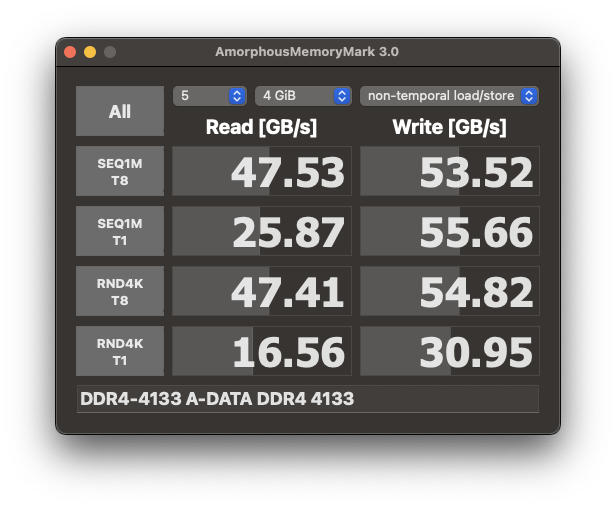 AmorphousMemoryMark 3.0
All
5
4 GiB
non-temporal load/store
Read [GB/s]
Write [GB/s]
SEQ1M
T8
47.53
53.52
SEQ1M
T1
25.87
55.66
RND4K
T8
47.41
54.82
RND4K
T1
16.56
30.95
DDR4-4133 A-DATA DDR4 4133